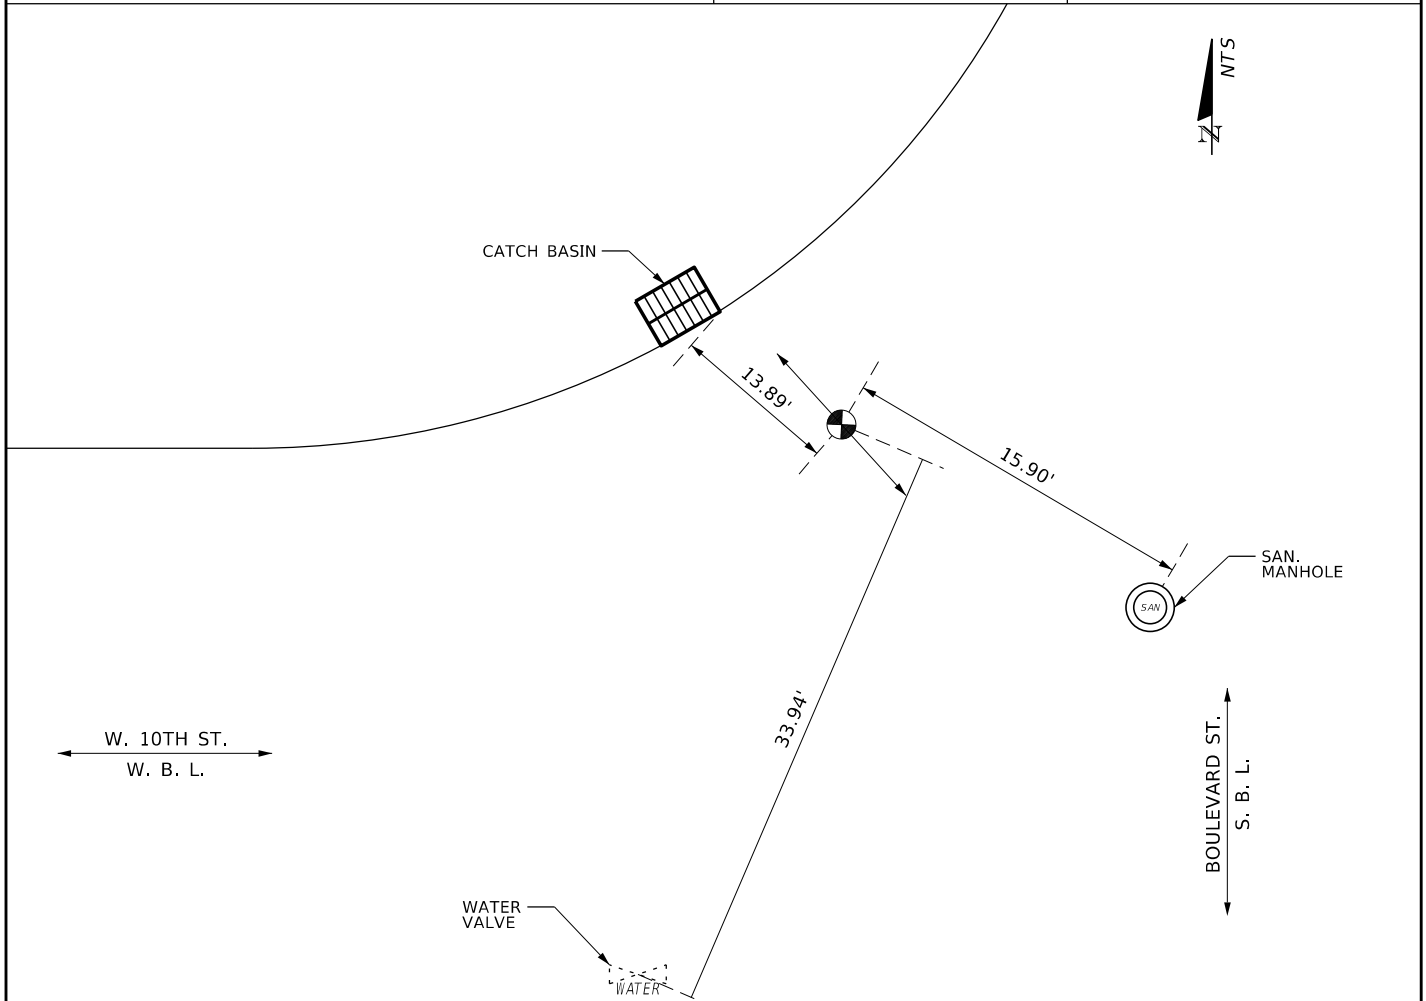 NTS
N
CATCH BASIN
13.89'
15.90'
SAN.
MANHOLE
SAN
33.94'
W. 10TH ST.
W. B. L.
BOULEVARD ST.
S. B. L.
WATER
VALVE
WATER